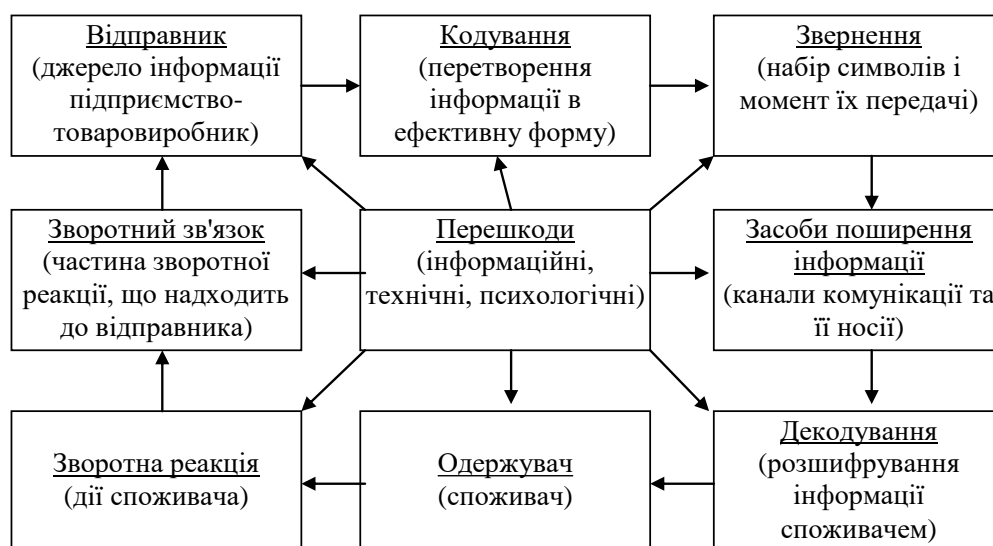 Відправник
(джерело інформації
підприємство-
товаровиробник)
Кодування
(перетворення
інформації в
ефективну форму)
Звернення
(набір символів і
момент їх передачі)
Зворотний зв'язок
(частина зворотної
реакції, що надходить
до відправника)
Перешкоди
(інформаційні,
технічні, психологічні)
Засоби поширення
інформації
(канали комунікації та
її носії)
Зворотна реакція
(дії споживача)
Одержувач
(споживач)
Декодування
(розшифрування
інформації
споживачем)